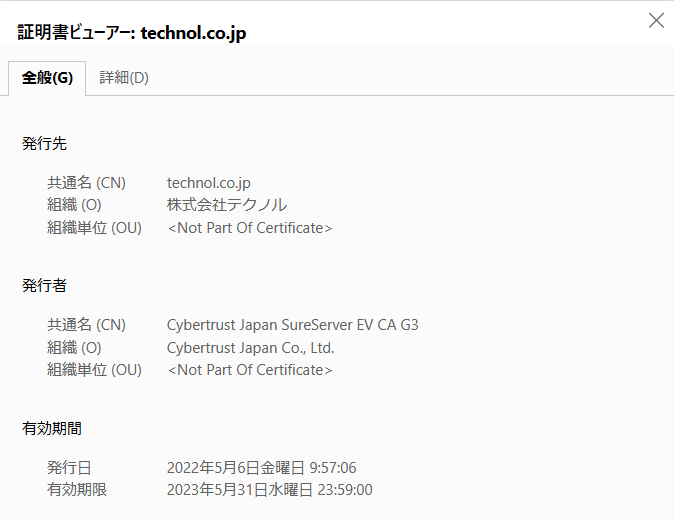 証明書ビューアー: technol.co.jp
全般(G) 詳細(D)
発行先
共通名 (CN) technol.co.jp
組織 (O) 株式会社テクノル
組織単位 (OU) <Not Part Of Certificate>
発行者
共通名 (CN) Cybertrust Japan SureServer EV CA G3
組織 (O) Cybertrust Japan Co., Ltd.
組織単位 (OU) <Not Part Of Certificate>
有効期間
発行日 2022年5月6日金曜日 9:57:06
有効期限 2023年5月31日水曜日 23:59:00